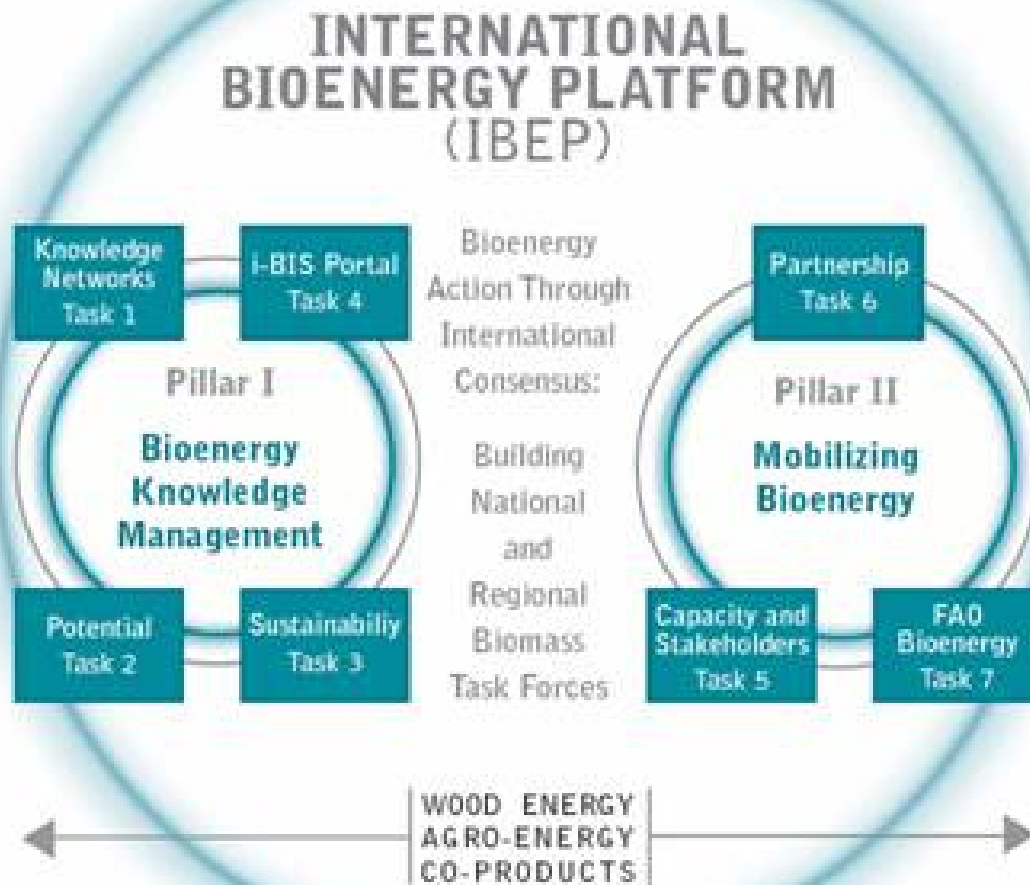 INTERNATIONAL
BIOENERGY PLATFORM
(IBEP)
Knowledge
Networks
Task 1
i-BIS Portal
Task 4
Pillar I
Bioenergy
Knowledge
Management
Potential
Task 2
Sustainabiliy
Task 3
Bioenergy
Action Through
International
Consensus:
Building
National
and
Regional
Biomass
Task Forces
Partnership
Task 6
Pillar II
Mobilizing
Bioenergy
Capacity and
Stakeholders
Task 5
FAO
Bioenergy
Task 7
WOOD ENERGY
AGRO-ENERGY
CO-PRODUCTS